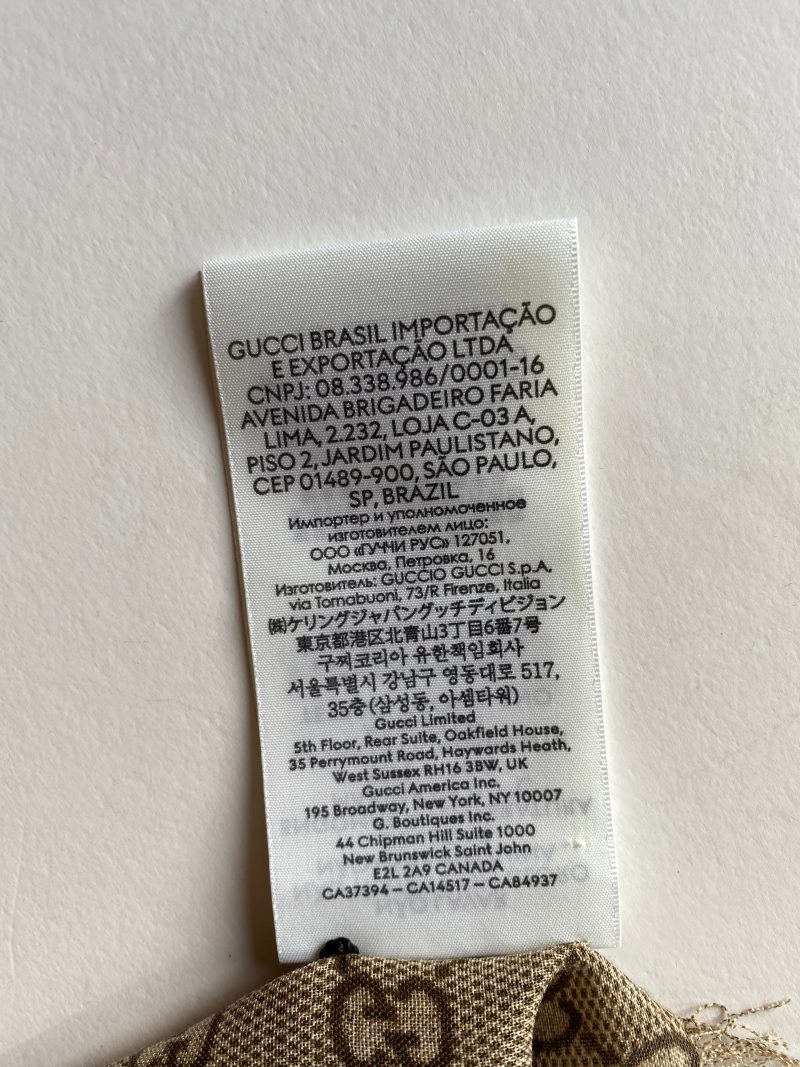 GUCCI BRASIL IMPORTAÇÃO
E EXPORTAÇÃO LTDA
CNPJ: 08.338.986/0001-16
AVENIDA BRIGADEIRO FARIA
LIMA, 2.232, LOJA C-03 A,
PISO 2, JARDIM PAULISTANO,
CEP 01489-900, SÃO PAULO,
SP, BRAZIL
Импортер и уполномоченное
изготовителем лицо:
ООО «ГУЧЧИ РУС» 127051,
Москва, Петровка, 16
Изготовитель: GUCCIO GUCCI S.p.A.
via Tornabuoni, 73/R Firenze, Italia
㈱ケリングジャパングッチディビジョン
東京都港区北青山3丁目6番7号
구찌코리아 유한책임회사
서울특별시 강남구 영동대로 517,
35층(삼성동, 아셈타워)
Gucci Limited
5th Floor, Rear Suite, Oakfield House,
35 Perrymount Road, Haywards Heath,
West Sussex RH16 3BW, UK
Gucci America Inc.
195 Broadway, New York, NY 10007
G. Boutiques Inc.
44 Chipman Hill Suite 1000
New Brunswick Saint John
E2L 2A9 CANADA
CA37394 – CA14517 – CA84937